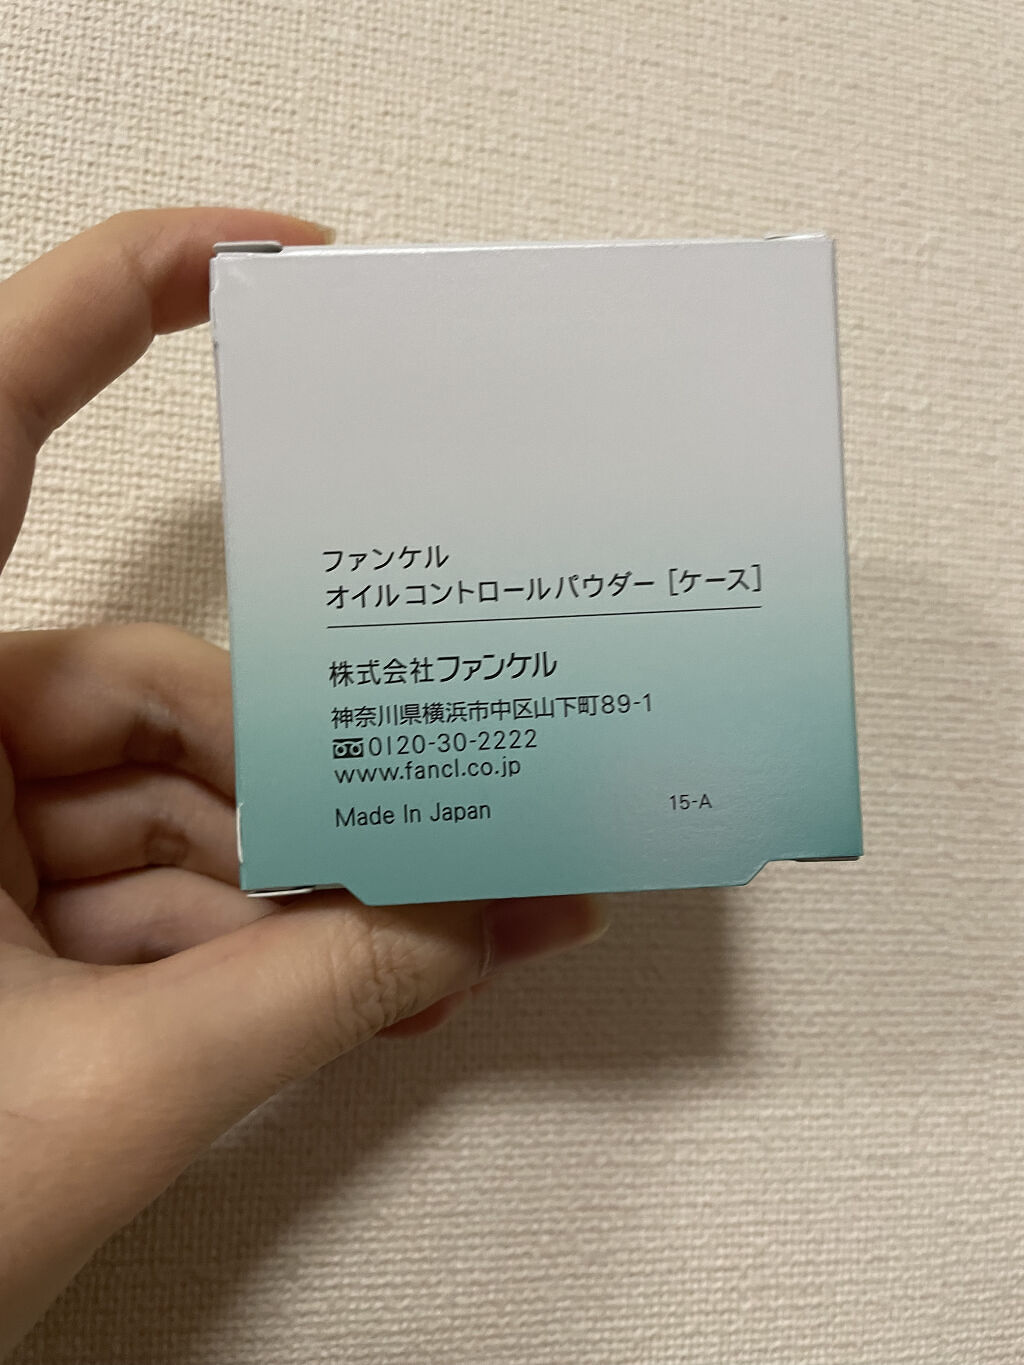 ファンケル
オイルコントロールパウダー［ケース］
株式会社ファンケル
神奈川県横浜市中区山下町89-1
0120-30-2222
www.fancl.co.jp
Made In Japan
15-A